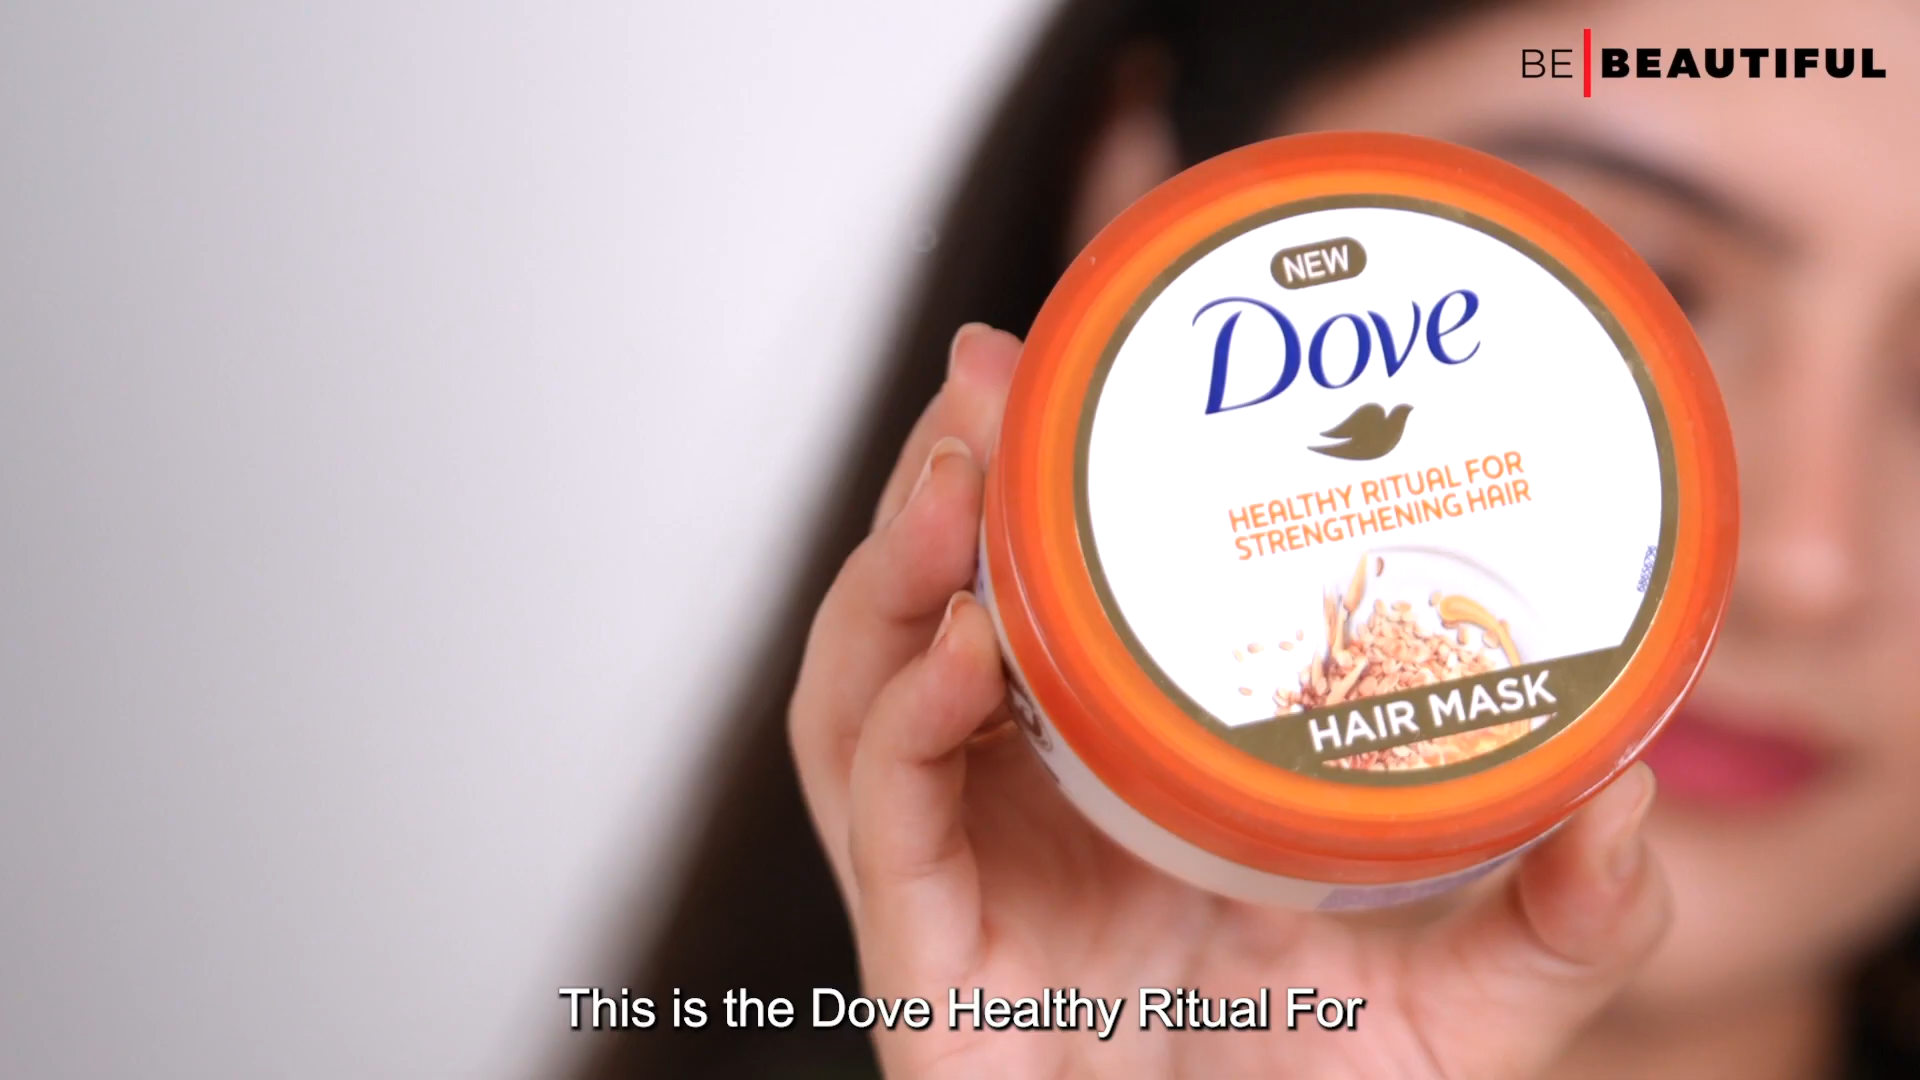 BE BEAUTIFUL
NEW
Dove
HEALTHY RITUAL FOR
STRENGTHENING HAIR
HAIR MASK
This is the Dove Healthy Ritual For